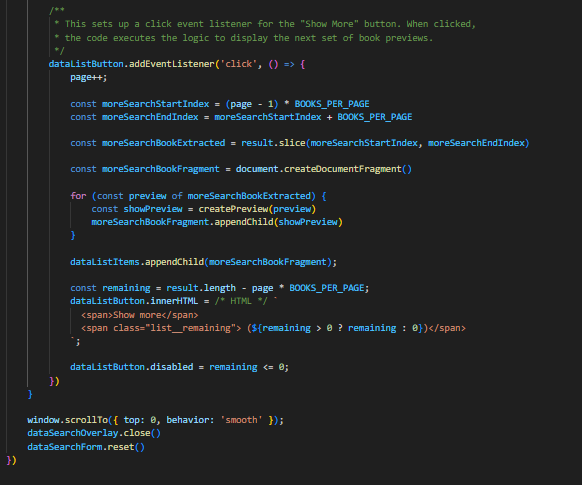 /**
* This sets up a click event listener for the "Show More" button. When clicked,
* the code executes the logic to display the next set of book previews.
*/
dataListButton.addEventListener('click', () => {
page++;
const moreSearchStartIndex = (page - 1) * BOOKS_PER_PAGE
const moreSearchEndIndex = moreSearchStartIndex + BOOKS_PER_PAGE
const moreSearchBookExtracted = result.slice(moreSearchStartIndex, moreSearchEndIndex)
const moreSearchBookFragment = document.createDocumentFragment()
for (const preview of moreSearchBookExtracted) {
const showPreview = createPreview(preview)
moreSearchBookFragment.appendChild(showPreview)
}
dataListItems.appendChild(moreSearchBookFragment);
const remaining = result.length - page * BOOKS_PER_PAGE;
dataListButton.innerHTML = /* HTML */ `
<span>Show more</span>
<span class="list__remaining"> (${remaining > 0 ? remaining : 0})</span>
`;
dataListButton.disabled = remaining <= 0;
})
}
window.scrollTo({ top: 0, behavior: 'smooth' });
dataSearchOverlay.close()
dataSearchForm.reset()
})